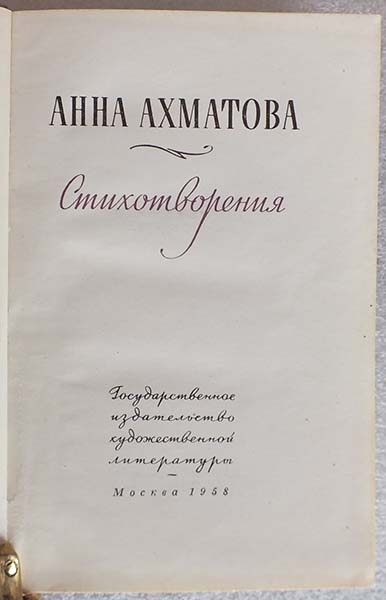 АННА АХМАТОВА
Стихотворения
Государственное
издательство
художественной
литературы
Москва 1958